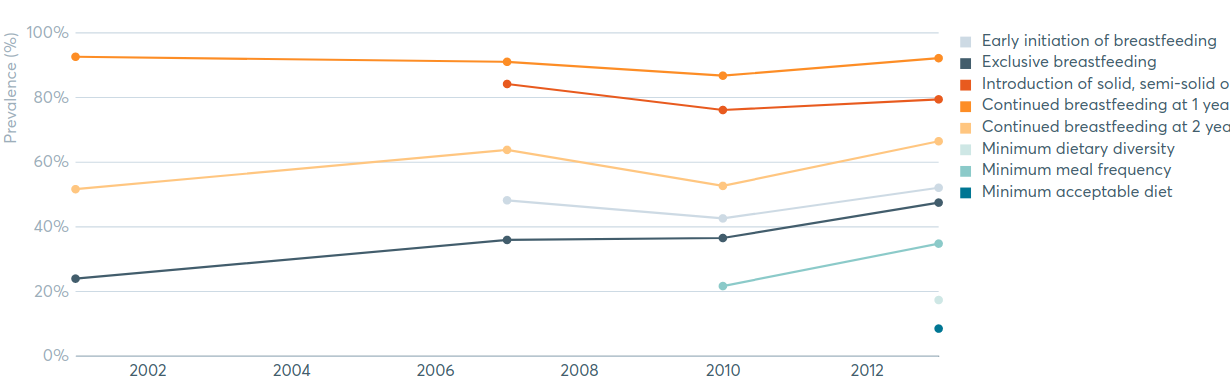 Prevalence (%)
100%
80%
60%
40%
20%
0%
2002 2004 2006 2008 2010 2012
Early initiation of breastfeeding
Exclusive breastfeeding
Introduction of solid, semi-solid o
Continued breastfeeding at 1 yea
Continued breastfeeding at 2 yea
Minimum dietary diversity
Minimum meal frequency
Minimum acceptable diet